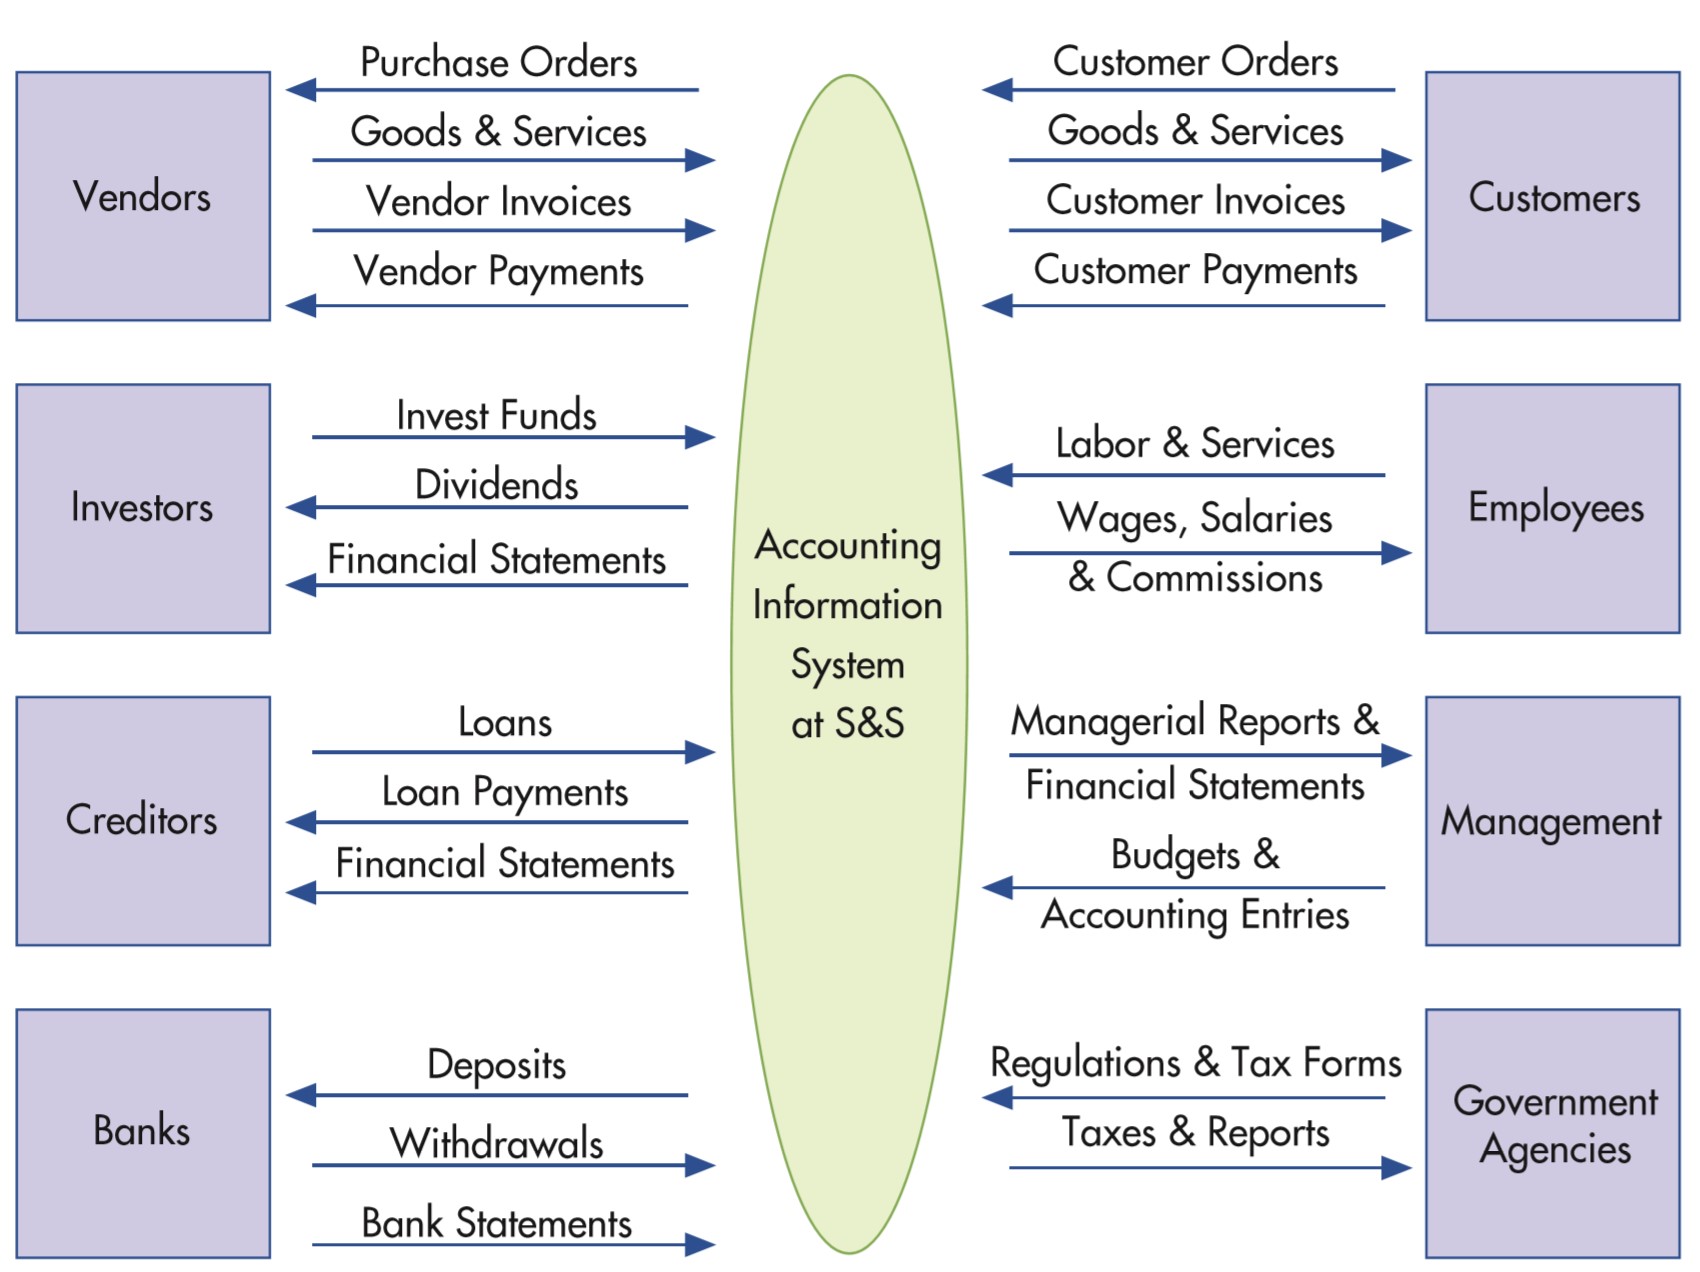 Purchase Orders
Goods & Services
Vendors
Vendor Invoices
Vendor Payments
Customer Orders
Goods & Services
Customers
Customer Invoices
Customer Payments
Invest Funds
Investors
Dividends
Financial Statements
Labor & Services
Employees
Wages, Salaries
& Commissions
Accounting
Information
System
at S&S
Loans
Creditors
Loan Payments
Financial Statements
Managerial Reports &
Financial Statements
Management
Budgets &
Accounting Entries
Deposits
Banks
Withdrawals
Bank Statements
Regulations & Tax Forms
Taxes & Reports
Government
Agencies